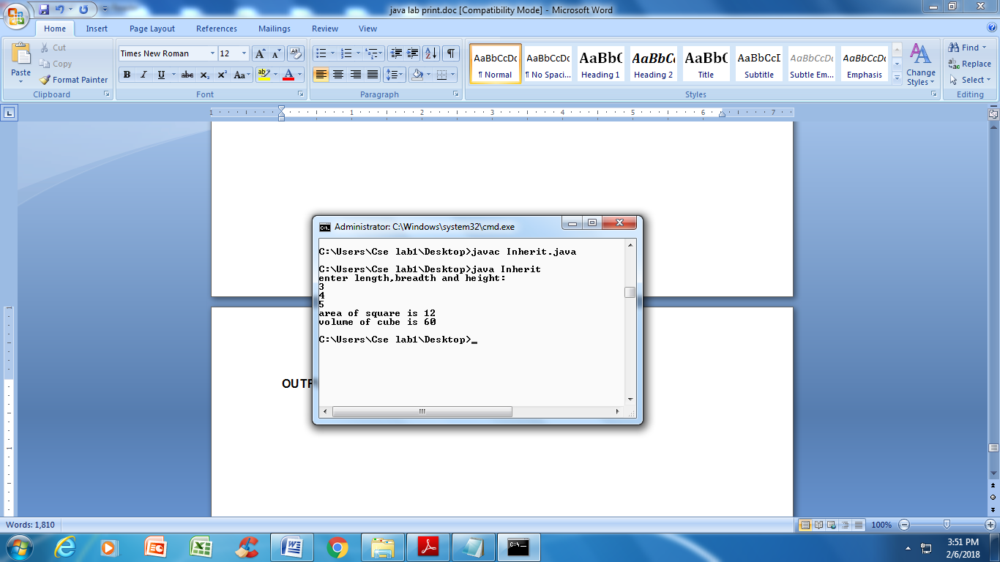 java lab print.doc [Compatibility Mode] - Microsoft Word
Home Insert Page Layout References Mailings Review View
Paste
Cut
Copy
Format Painter
Clipboard
Times New Roman 12
B I U abc x₂ x² Aa
Font
Paragraph
AaBbCcDc AaBbCcDc AaBbC AaBbCc AaBbC AaBbCcI AaBbCcDc AaBbCcDc
¶ Normal ¶ No Spaci... Heading 1 Heading 2 Title Subtitle Subtle Em... Emphasis
Change
Styles
Styles
Find
Replace
Select
Editing
1 1 2 3 4 5 6 7
Administrator: C:\Windows\system32\cmd.exe
C:\Users\Cse lab1\Desktop>javac Inherit.java
C:\Users\Cse lab1\Desktop>java Inherit
enter length,breadth and height:
3
4
5
area of square is 12
volume of cube is 60
C:\Users\Cse lab1\Desktop>_
Words: 1,810
100%
3:51 PM
2/6/2018